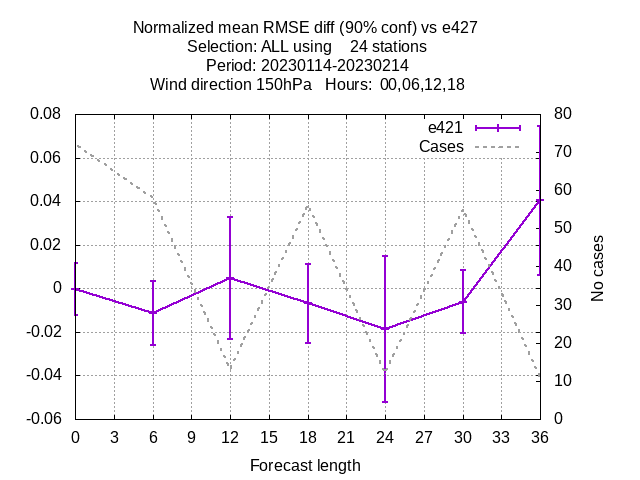 Normalized mean RMSE diff (90% conf) vs e427
Selection: ALL using 24 stations
Period: 20230114-20230214
Wind direction 150hPa Hours: 00,06,12,18
e421
Cases
0.08
0.06
0.04
0.02
0
-0.02
-0.04
-0.06
80
70
60
50
40
30
20
10
0
No cases
0 3 6 9 12 15 18 21 24 27 30 33 36
Forecast length